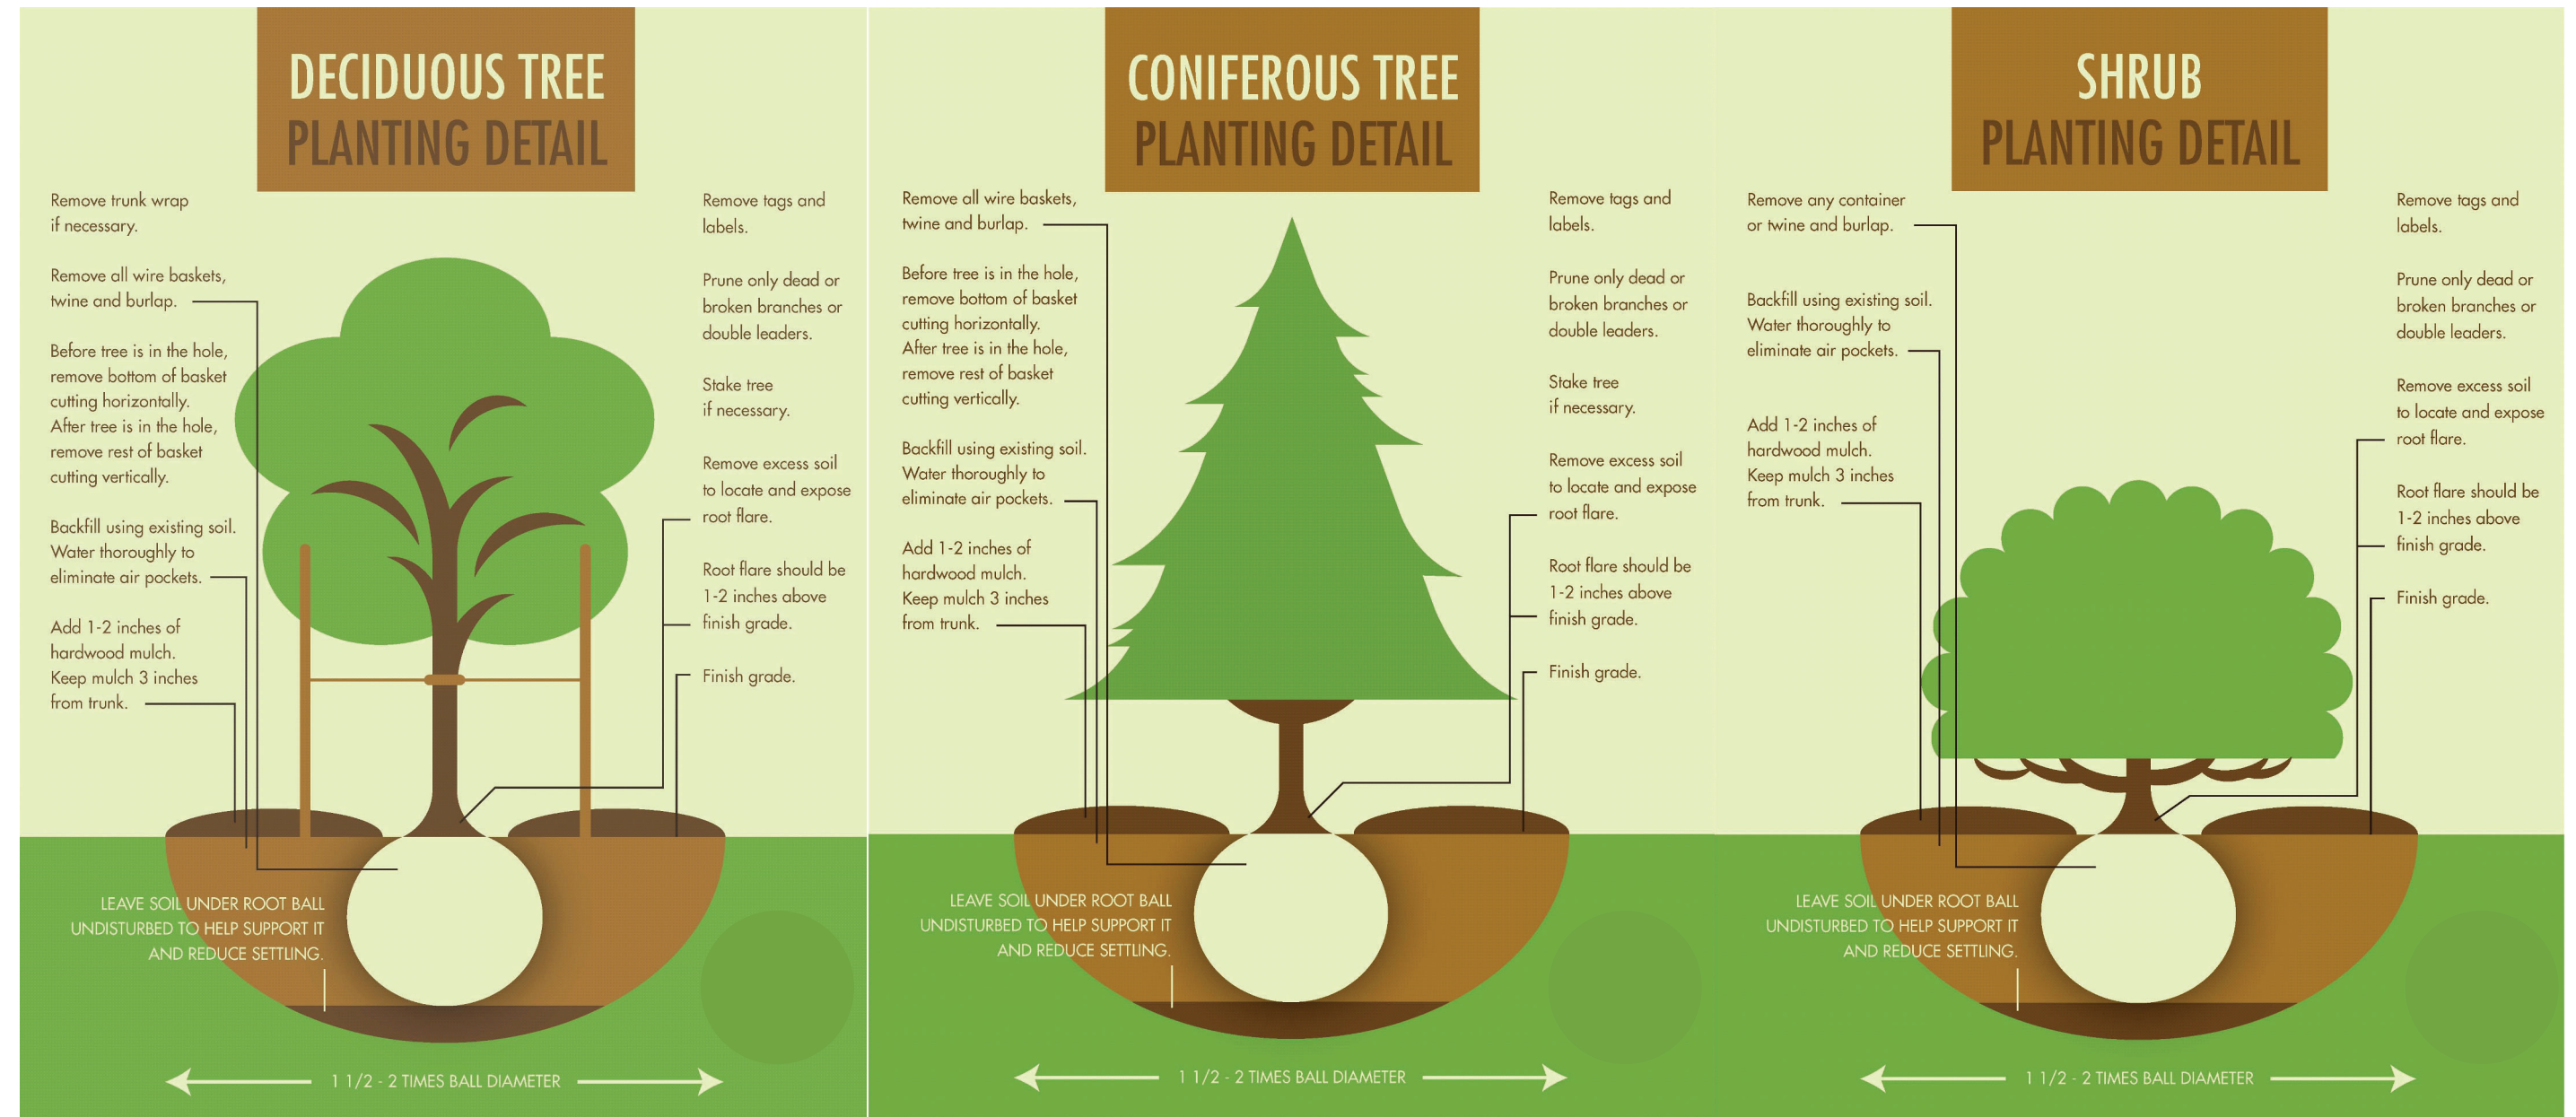 DECIDUOUS TREE
PLANTING DETAIL
Remove trunk wrap
if necessary.
Remove all wire baskets,
twine and burlap.
Before tree is in the hole,
remove bottom of basket
cutting horizontally.
After tree is in the hole,
remove rest of basket
cutting vertically.
Backfill using existing soil.
Water thoroughly to
eliminate air pockets.
Add 1-2 inches of
hardwood mulch.
Keep mulch 3 inches
from trunk.
Remove tags and
labels.
Prune only dead or
broken branches or
double leaders.
Stake tree
if necessary.
Remove excess soil
to locate and expose
root flare.
Root flare should be
1-2 inches above
finish grade.
Finish grade.
LEAVE SOIL UNDER ROOT BALL
UNDISTURBED TO HELP SUPPORT IT
AND REDUCE SETTLING.
1 1/2 - 2 TIMES BALL DIAMETER
CONIFEROUS TREE
PLANTING DETAIL
Remove all wire baskets,
twine and burlap.
Before tree is in the hole,
remove bottom of basket
cutting horizontally.
After tree is in the hole,
remove rest of basket
cutting vertically.
Backfill using existing soil.
Water thoroughly to
eliminate air pockets.
Add 1-2 inches of
hardwood mulch.
Keep mulch 3 inches
from trunk.
Remove tags and
labels.
Prune only dead or
broken branches or
double leaders.
Stake tree
if necessary.
Remove excess soil
to locate and expose
root flare.
Root flare should be
1-2 inches above
finish grade.
Finish grade.
LEAVE SOIL UNDER ROOT BALL
UNDISTURBED TO HELP SUPPORT IT
AND REDUCE SETTLING.
1 1/2 - 2 TIMES BALL DIAMETER
SHRUB
PLANTING DETAIL
Remove any container
or twine and burlap.
Backfill using existing soil.
Water thoroughly to
eliminate air pockets.
Add 1-2 inches of
hardwood mulch.
Keep mulch 3 inches
from trunk.
Remove tags and
labels.
Prune only dead or
broken branches or
double leaders.
Remove excess soil
to locate and expose
root flare.
Root flare should be
1-2 inches above
finish grade.
Finish grade.
LEAVE SOIL UNDER ROOT BALL
UNDISTURBED TO HELP SUPPORT IT
AND REDUCE SETTLING.
1 1/2 - 2 TIMES BALL DIAMETER